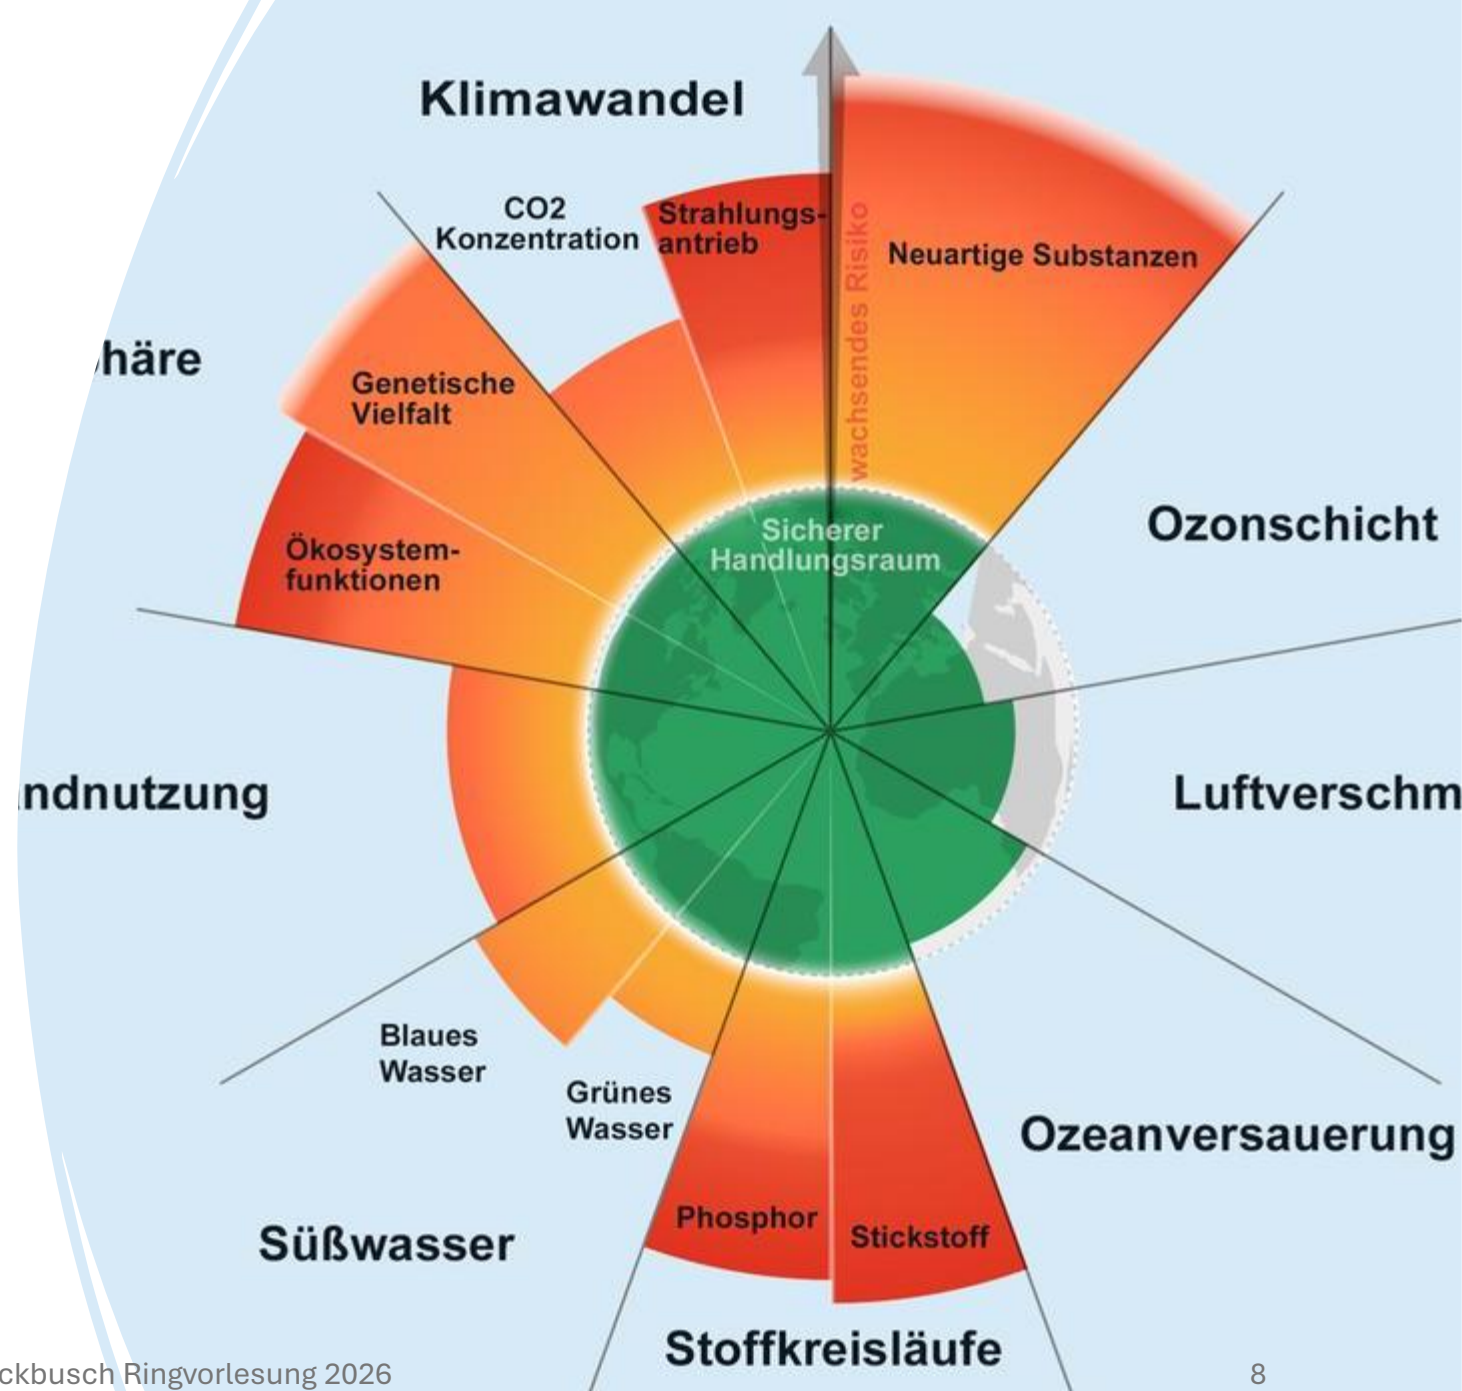 Klimawandel
CO2
Konzentration
Strahlungs-
antrieb
wachsendes Risiko
Neuartige Substanzen
häre
Genetische
Vielfalt
Ökosystem-
funktionen
Sicherer
Handlungsraum
Ozonschicht
ndnutzung
Luftverschm
Blaues
Wasser
Grünes
Wasser
Ozeanversauerung
Süßwasser
Phosphor
Stickstoff
Stoffkreisläufe
ckbusch Ringvorlesung 2026
8